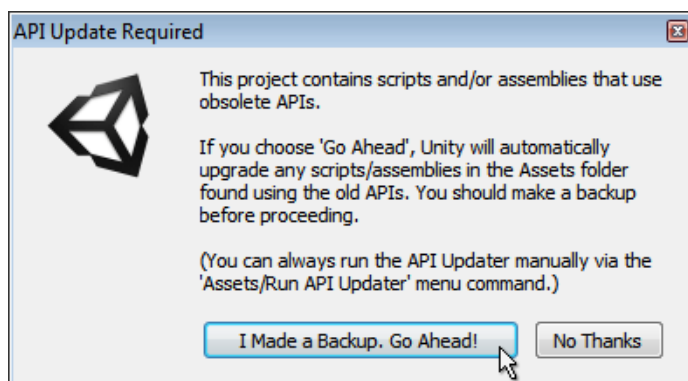 API Update Required
This project contains scripts and/or assemblies that use
obsolete APIs.
If you choose 'Go Ahead', Unity will automatically
upgrade any scripts/assemblies in the Assets folder
found using the old APIs. You should make a backup
before proceeding.
(You can always run the API Updater manually via the
'Assets/Run API Updater' menu command.)
I Made a Backup. Go Ahead!
No Thanks